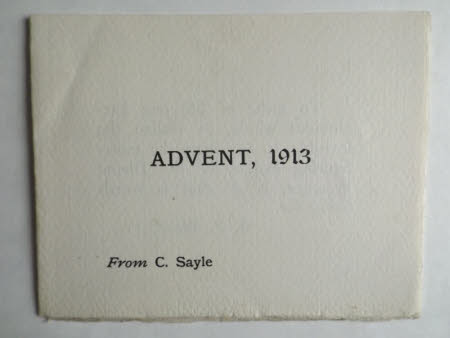 ADVENT, 1913
From C. Sayle